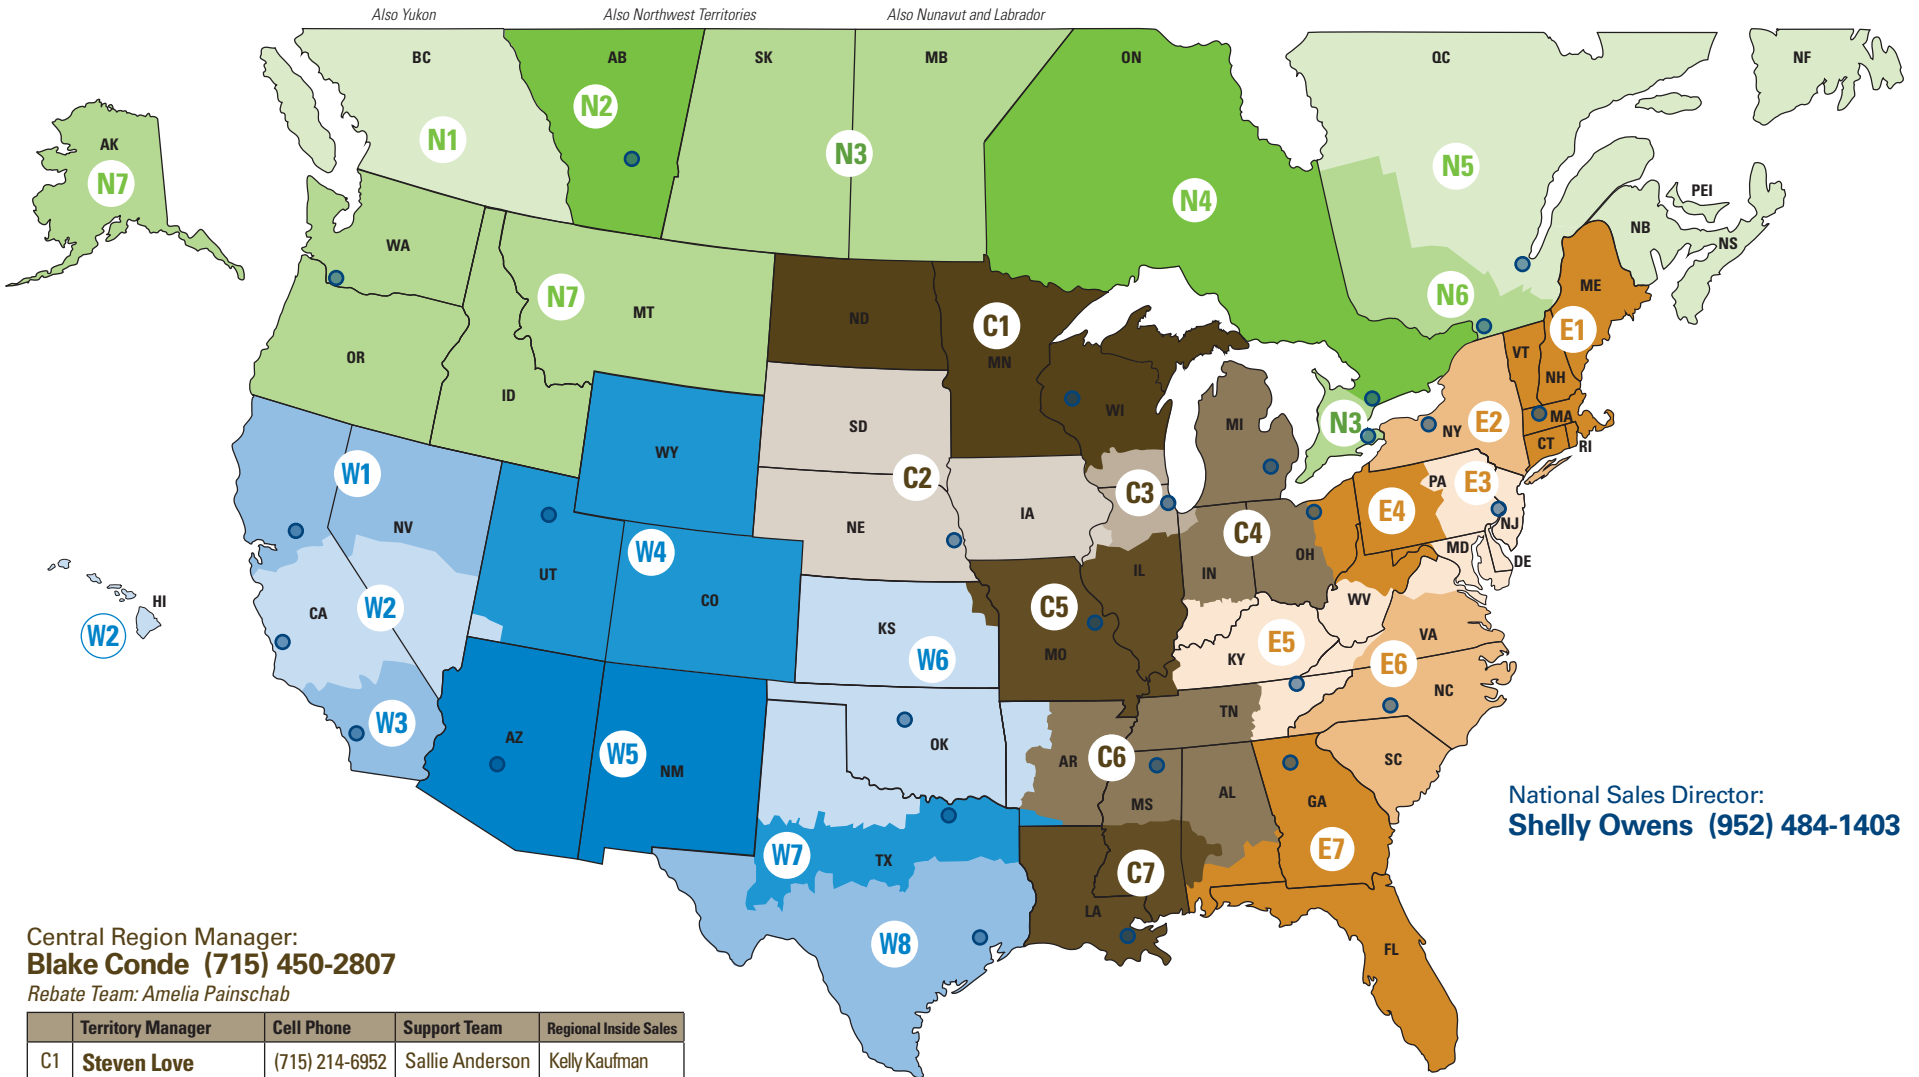 Also Yukon
Also Northwest Territories
Also Nunavut and Labrador
BC
AB
SK
MB
ON
QC
NF
N2
N1
N3
AK
N7
N5
N4
PEI
NB
NS
WA
N7
MT
N6
ME
ND
C1
MN
E1
OR
VT
NH
ID
SD
WI
MI
N3
NY
E2
MA
CT
RI
WY
W1
C2
C3
PA
E3
NV
NE
IA
E4
NJ
W4
C4
OH
MD
DE
UT
IL
IN
CO
HI
CA
W2
W2
KS
C5
WV
VA
MO
W6
KY
E5
E6
NC
W3
TN
AZ
W5
NM
OK
AR
C6
SC
MS
AL
GA
National Sales Director:
Shelly Owens (952) 484-1403
W7
TX
E7
C7
LA
W8
FL
Central Region Manager:
Blake Conde (715) 450-2807
Rebate Team: Amelia Painschab
Territory Manager Cell Phone Support Team Regional Inside Sales
C1 Steven Love (715) 214-6952 Sallie Anderson Kelly Kaufman